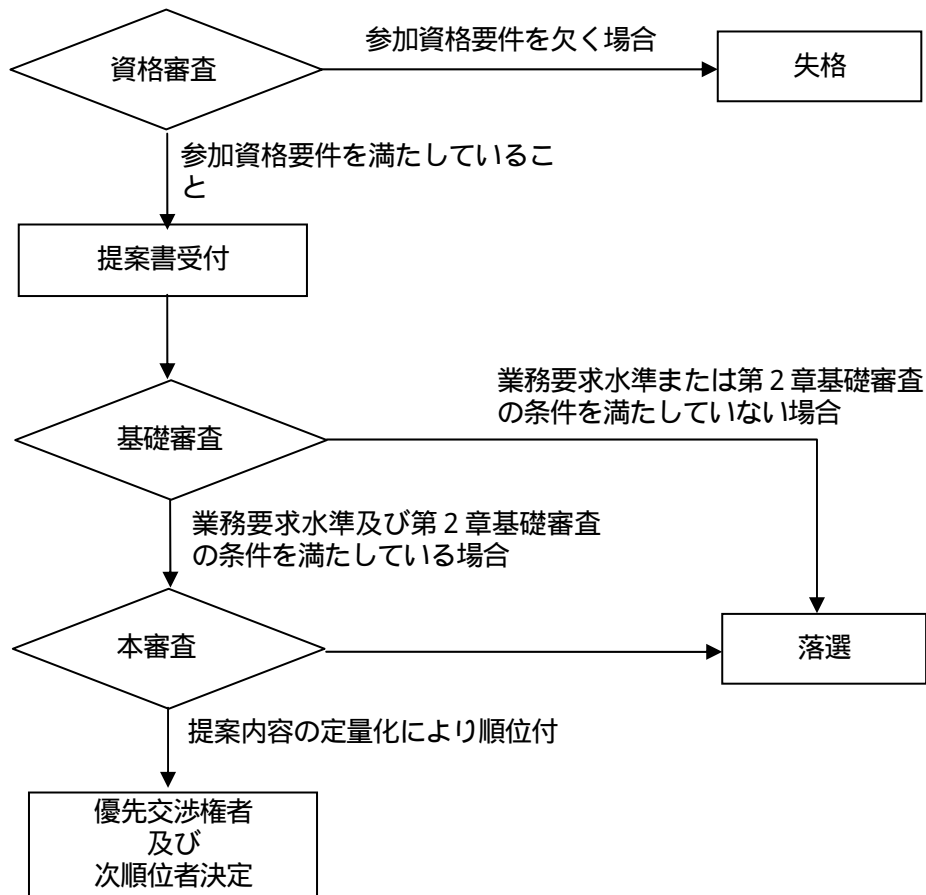 参加資格要件を欠く場合
資格審査
失格
参加資格要件を満たしているこ
と
提案書受付
業務要求水準または第２章基礎審査
の条件を満たしていない場合
基礎審査
業務要求水準及び第２章基礎審査
の条件を満たしている場合
本審査
落選
提案内容の定量化により順位付
優先交渉権者
及び
次順位者決定